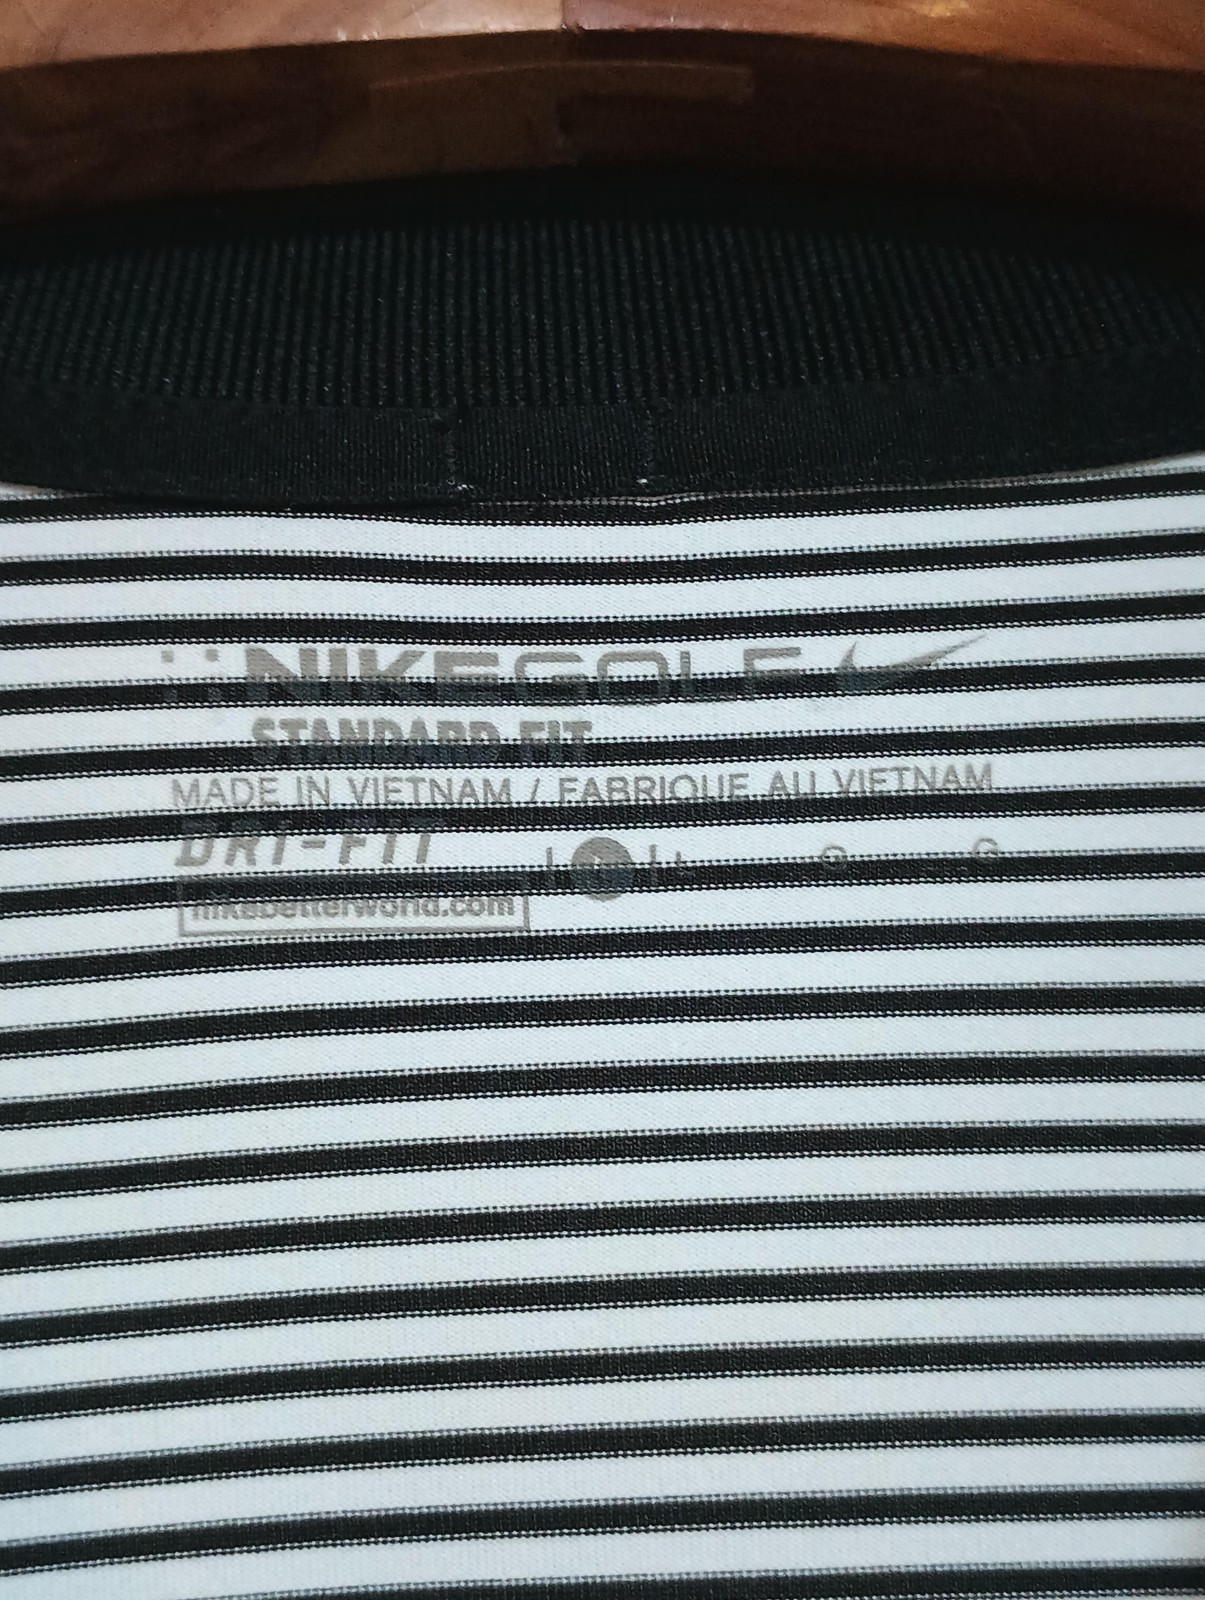 NIKEGOLF
STANDARD FIT
MADE IN VIETNAM / FABRIQUE AU VIETNAM
DRI-FIT
nikebetterworld.com